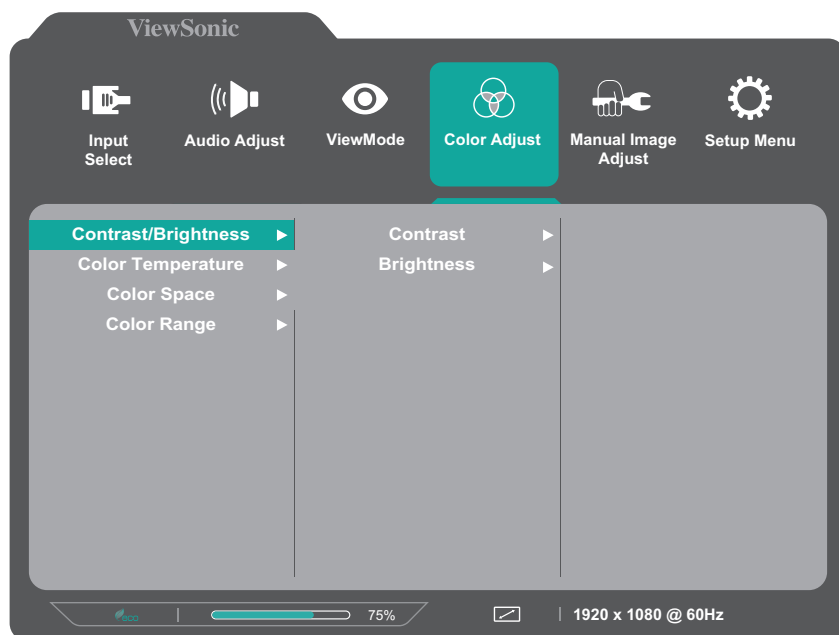 ViewSonic
Input
Select
Audio Adjust
ViewMode
Color Adjust
Manual Image
Adjust
Setup Menu
Contrast/Brightness
Color Temperature
Color Space
Color Range
Contrast
Brightness
eco
75%
1920 x 1080 @ 60Hz